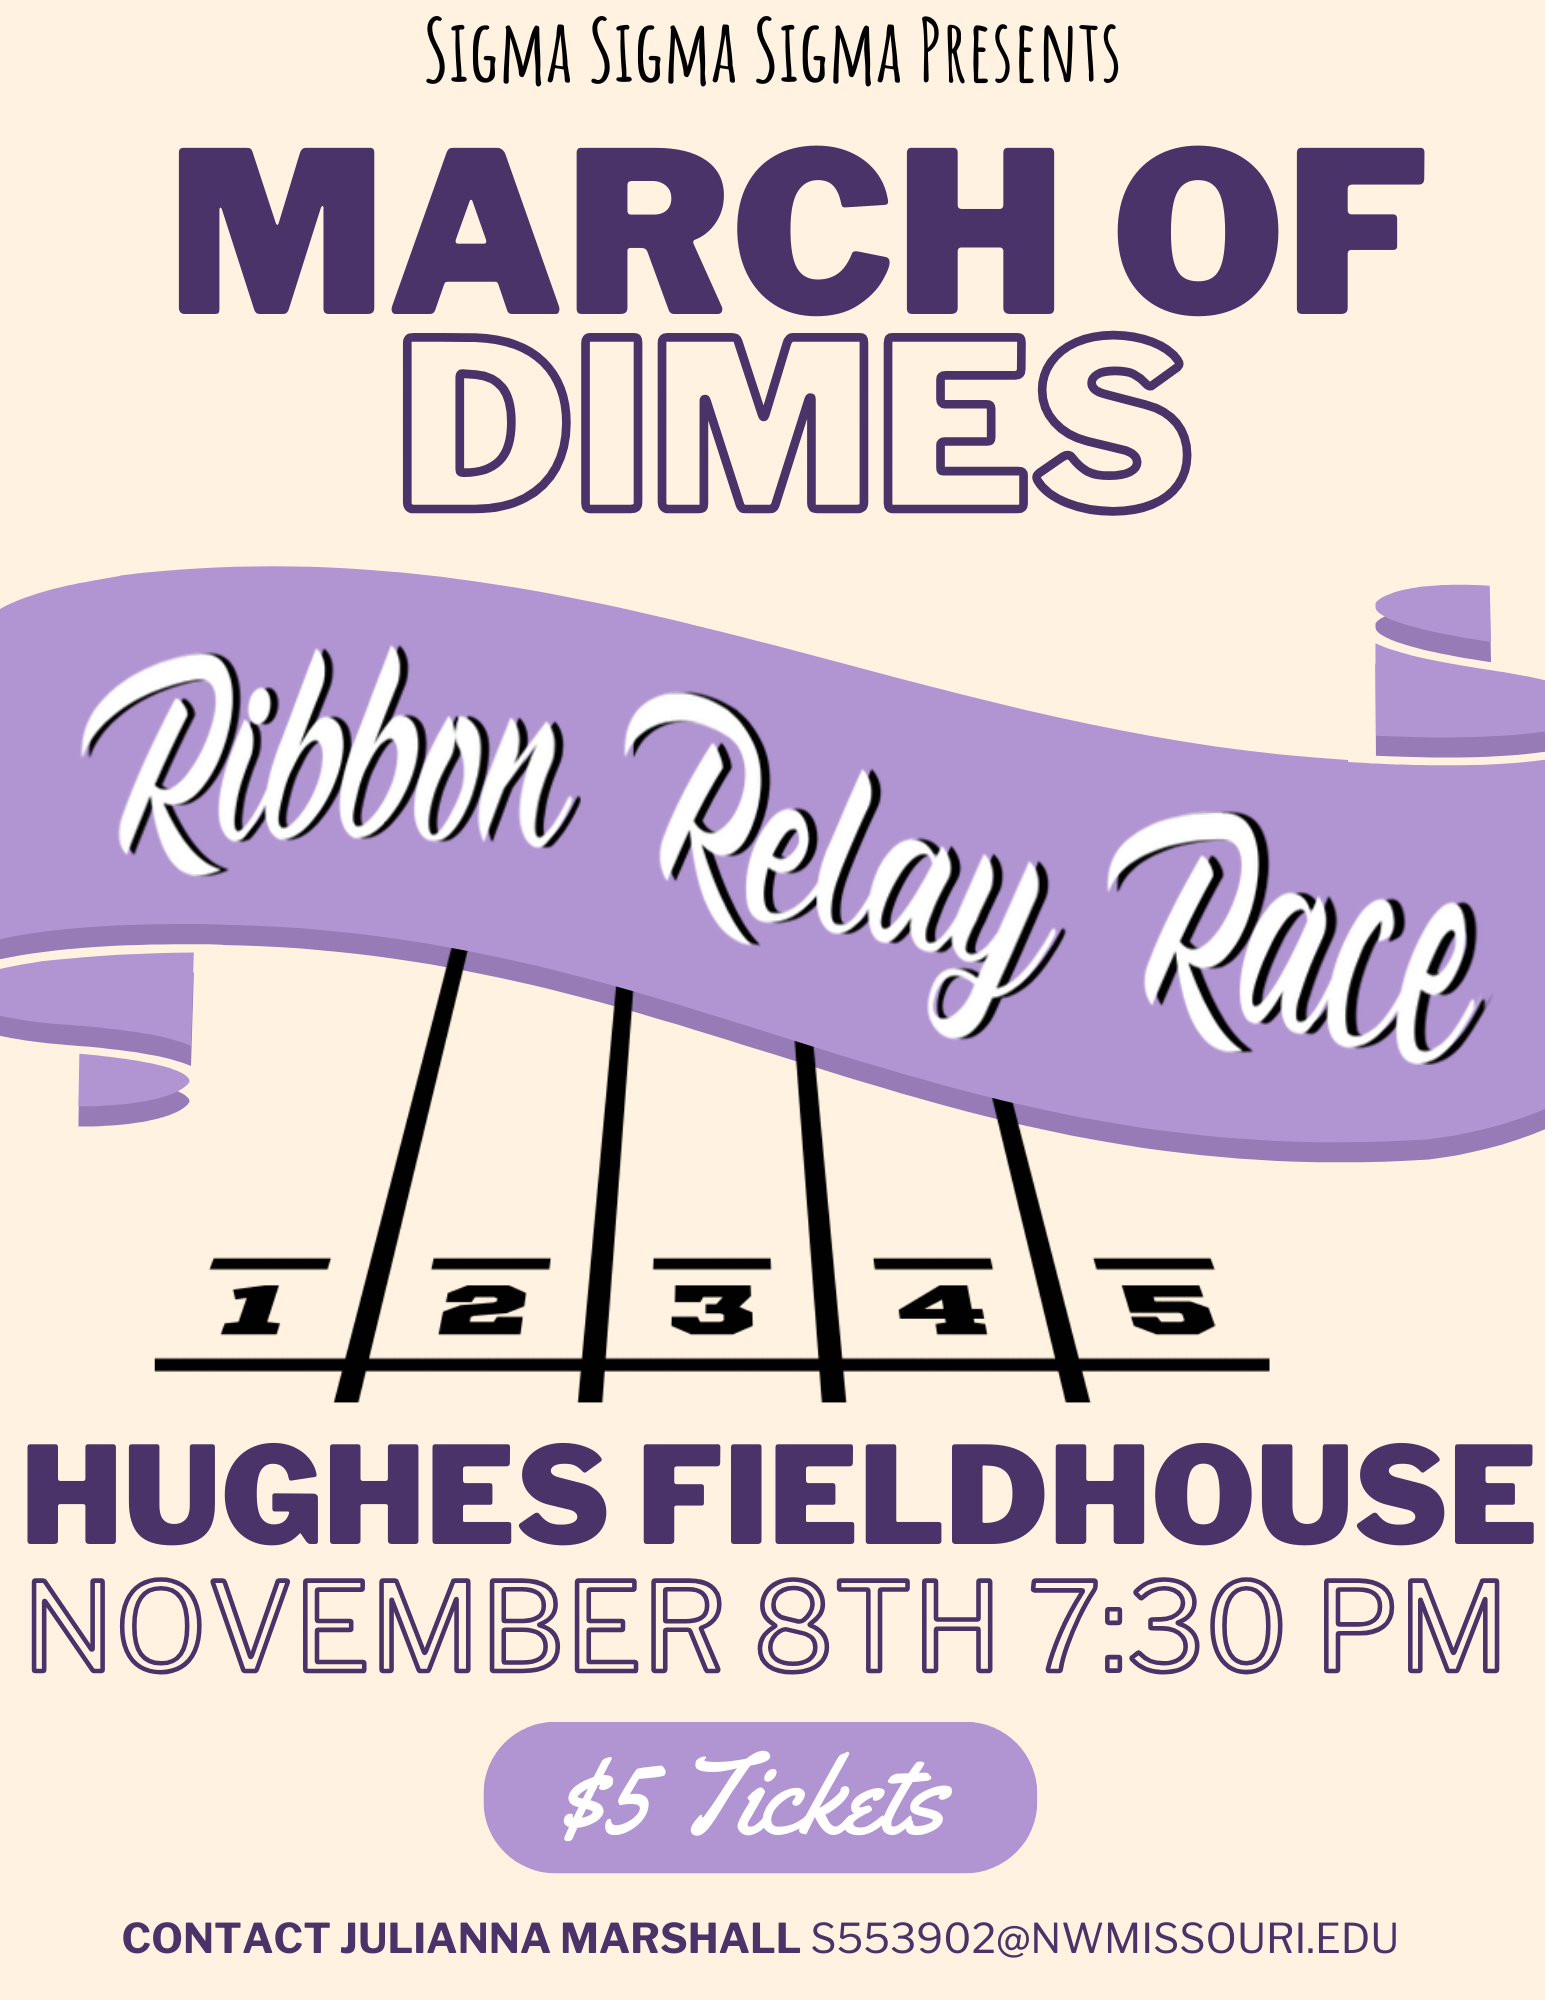 Sigma Sigma Sigma Presents
MARCH OF
DIMES
Ribbon Relay Race
1 2 3 4 5
HUGHES FIELDHOUSE
NOVEMBER 8TH 7:30 PM
$5 Tickets
CONTACT JULIANNA MARSHALL S553902@NWMISSOURI.EDU